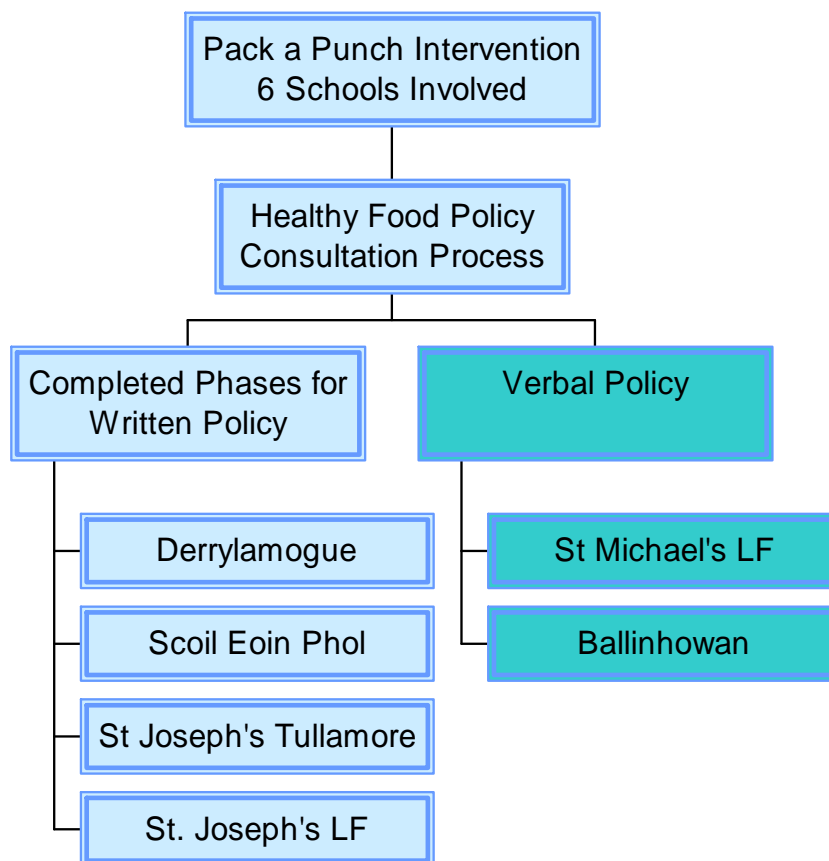 Pack a Punch Intervention
6 Schools Involved
Healthy Food Policy
Consultation Process
Completed Phases for
Written Policy
Verbal Policy
Derrylamogue
St Michael's LF
Scoil Eoin Phol
Ballinhowan
St Joseph's Tullamore
St. Joseph's LF